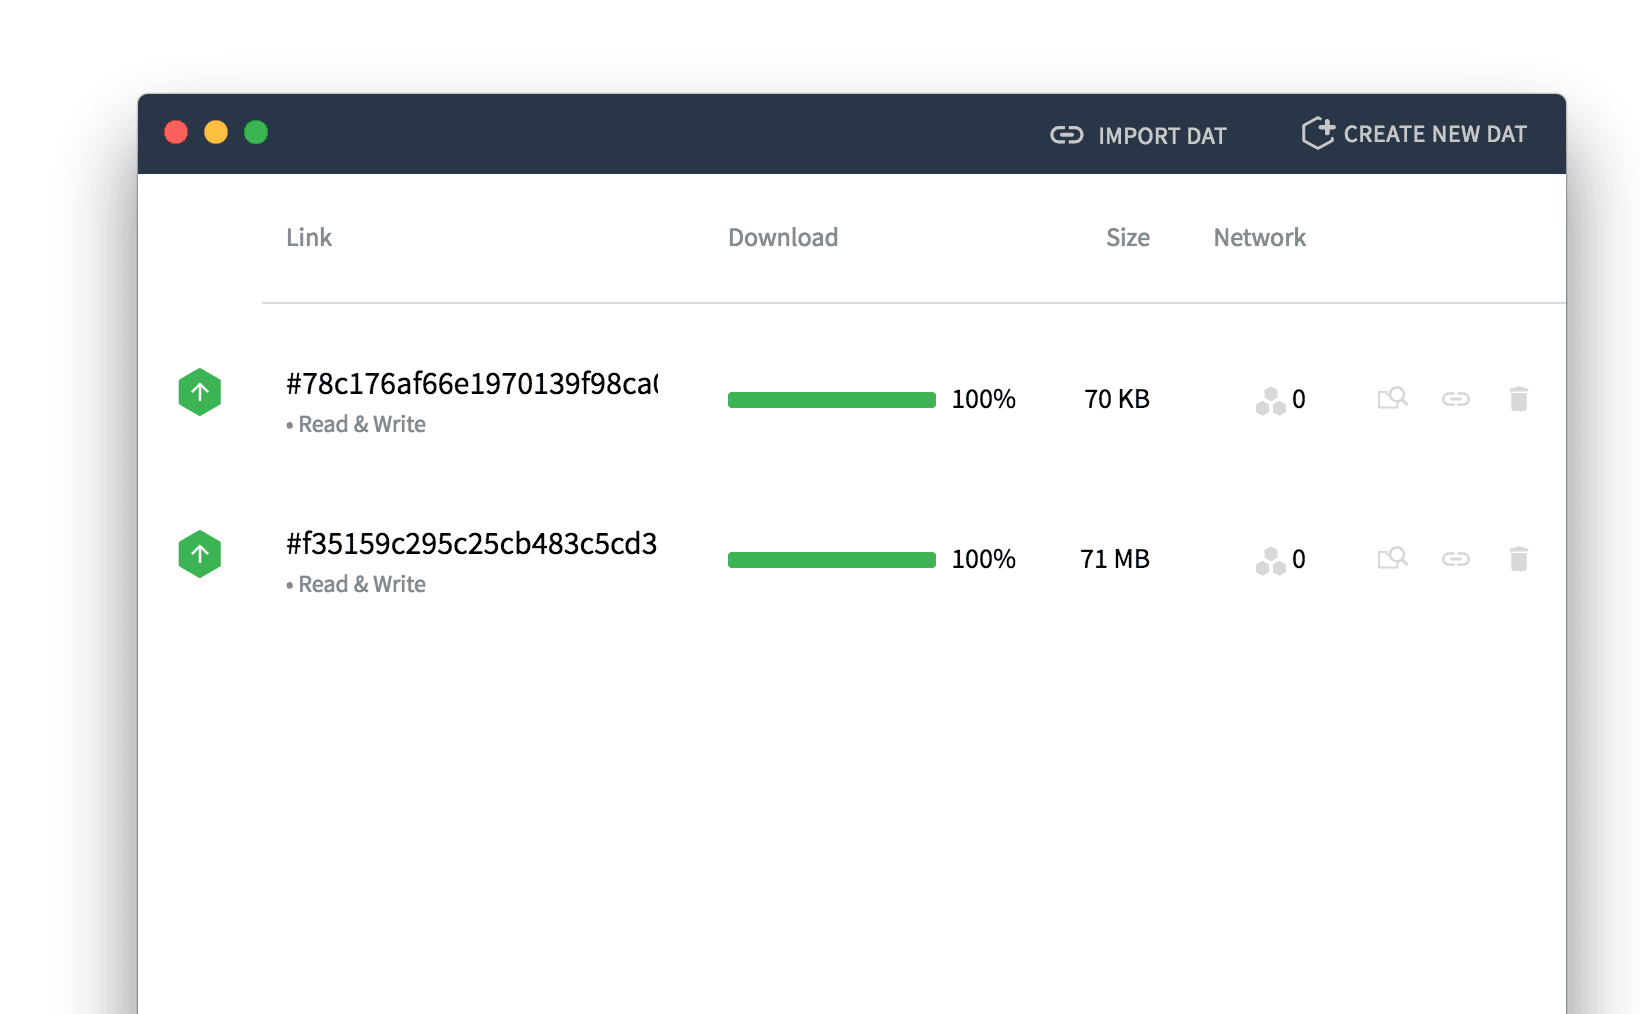 IMPORT DAT CREATE NEW DAT
Link Download Size Network
#78c176af66e1970139f98ca
• Read & Write
100% 70 KB 0
#f35159c295c25cb483c5cd3
• Read & Write
100% 71 MB 0